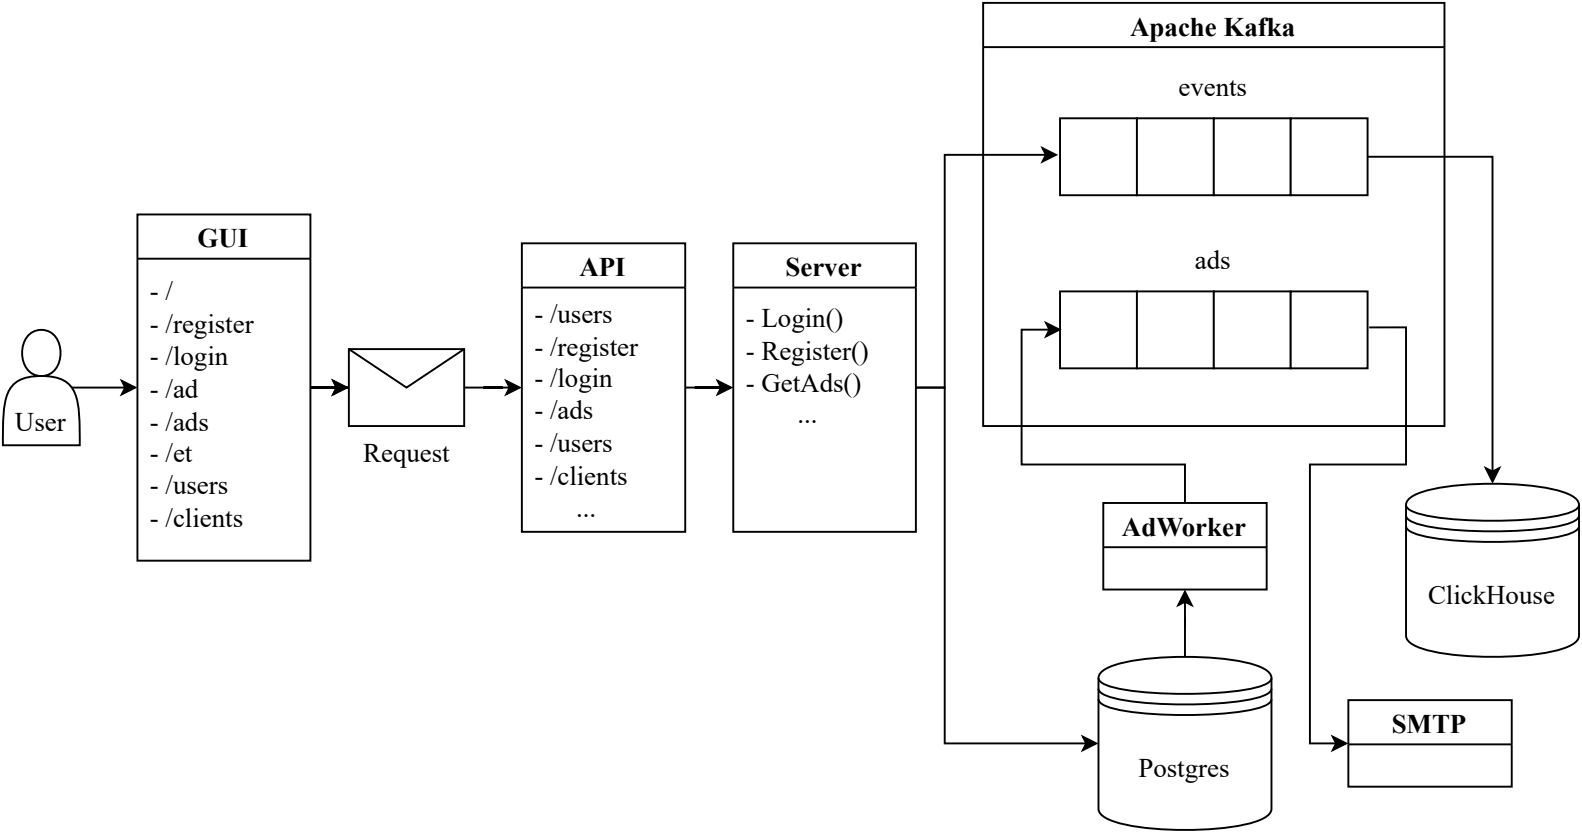 User
GUI
- /
- /register
- /login
- /ad
- /ads
- /et
- /users
- /clients
Request
API
- /users
- /register
- /login
- /ads
- /users
- /clients
...
Server
- Login()
- Register()
- GetAds()
...
Apache Kafka
events
ads
AdWorker
Postgres
ClickHouse
SMTP